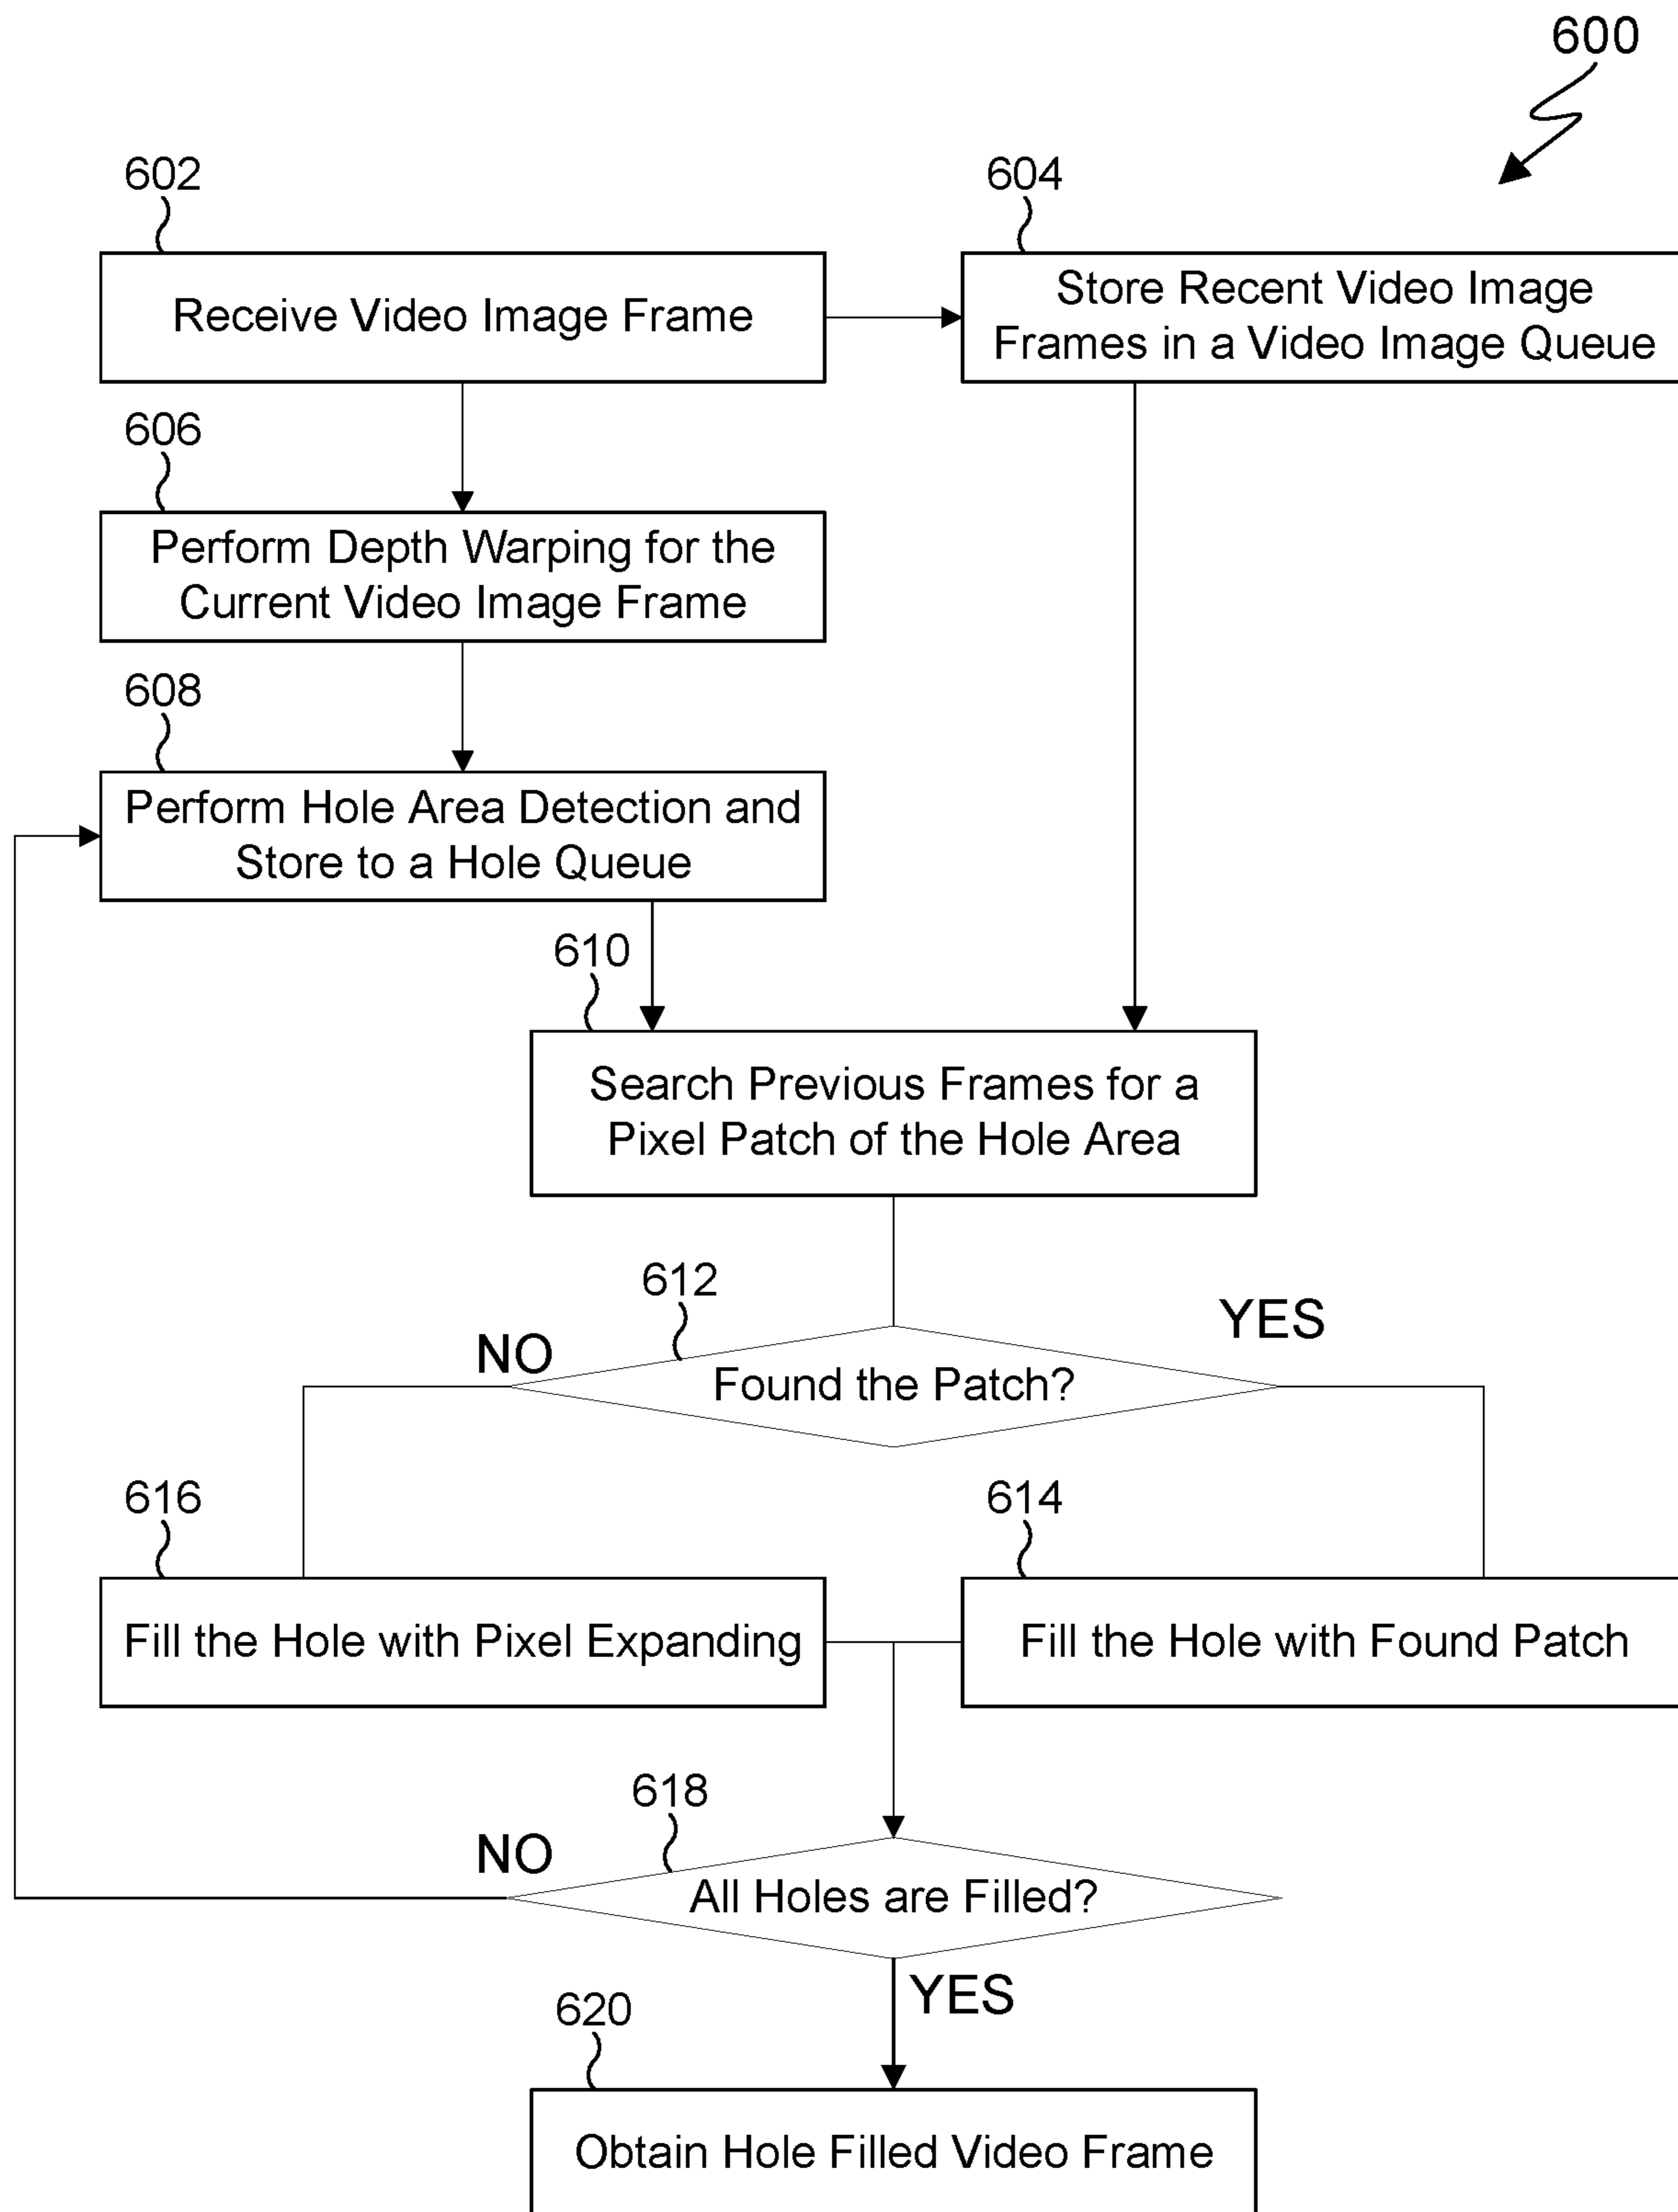 600
602
Receive Video Image Frame
604
Store Recent Video Image
Frames in a Video Image Queue
606
Perform Depth Warping for the
Current Video Image Frame
608
Perform Hole Area Detection and
Store to a Hole Queue
610
Search Previous Frames for a
Pixel Patch of the Hole Area
612
NO
YES
Found the Patch?
616
Fill the Hole with Pixel Expanding
614
Fill the Hole with Found Patch
618
NO
All Holes are Filled?
YES
620
Obtain Hole Filled Video Frame